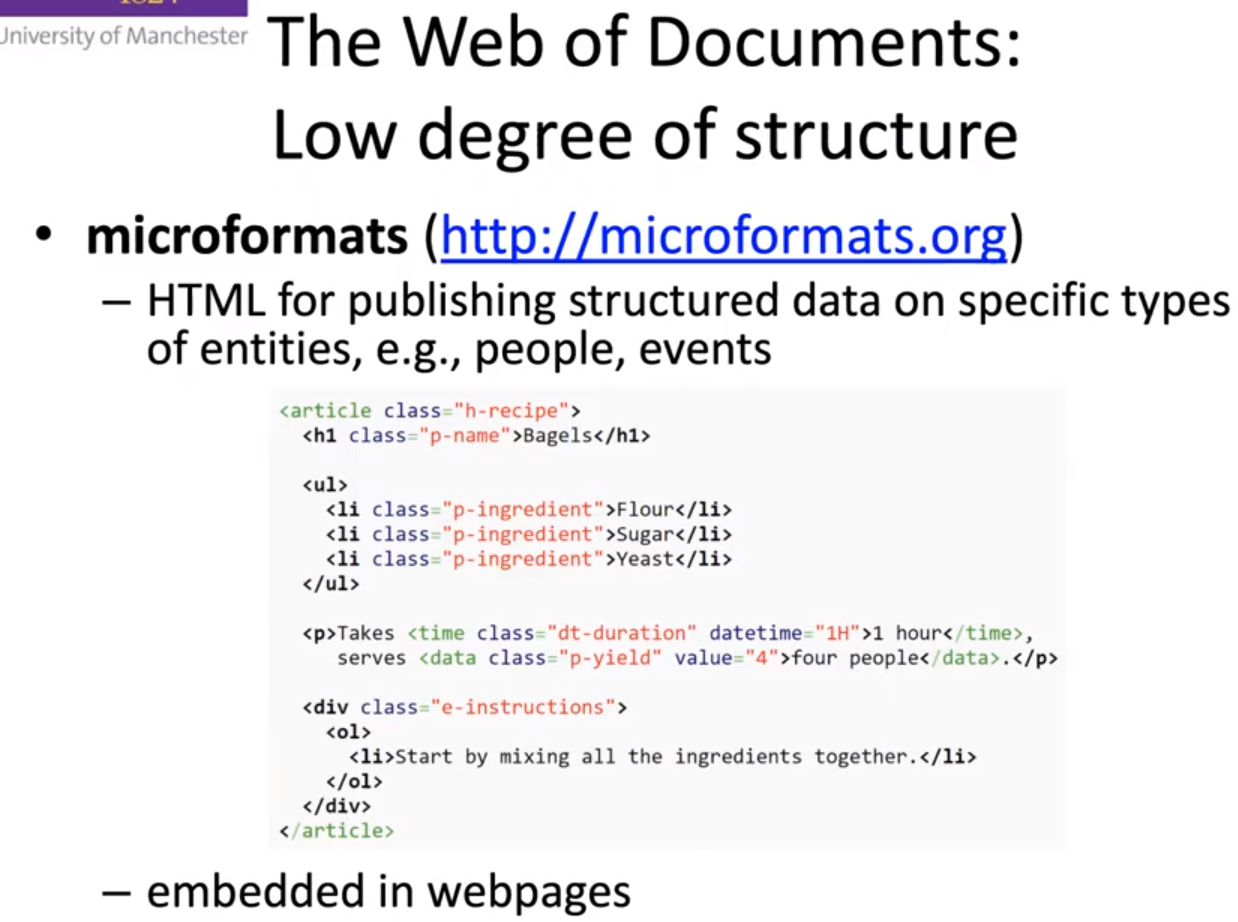 University of Manchester
The Web of Documents:
Low degree of structure
• microformats (http://microformats.org)
– HTML for publishing structured data on specific types
of entities, e.g., people, events
<article class="h-recipe">
<h1 class="p-name">Bagels</h1>
<ul>
<li class="p-ingredient">Flour</li>
<li class="p-ingredient">Sugar</li>
<li class="p-ingredient">Yeast</li>
</ul>
<p>Takes <time class="dt-duration" datetime="1H">1 hour</time>,
serves <data class="p-yield" value="4">four people</data>.</p>
<div class="e-instructions">
<ol>
<li>Start by mixing all the ingredients together.</li>
</ol>
</div>
</article>
– embedded in webpages